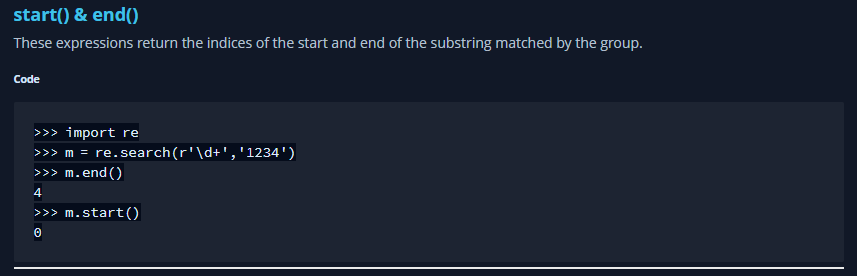 start() & end()
These expressions return the indices of the start and end of the substring matched by the group.
Code
>>> import re
>>> m = re.search(r'\d+','1234')
>>> m.end()
4
>>> m.start()
0